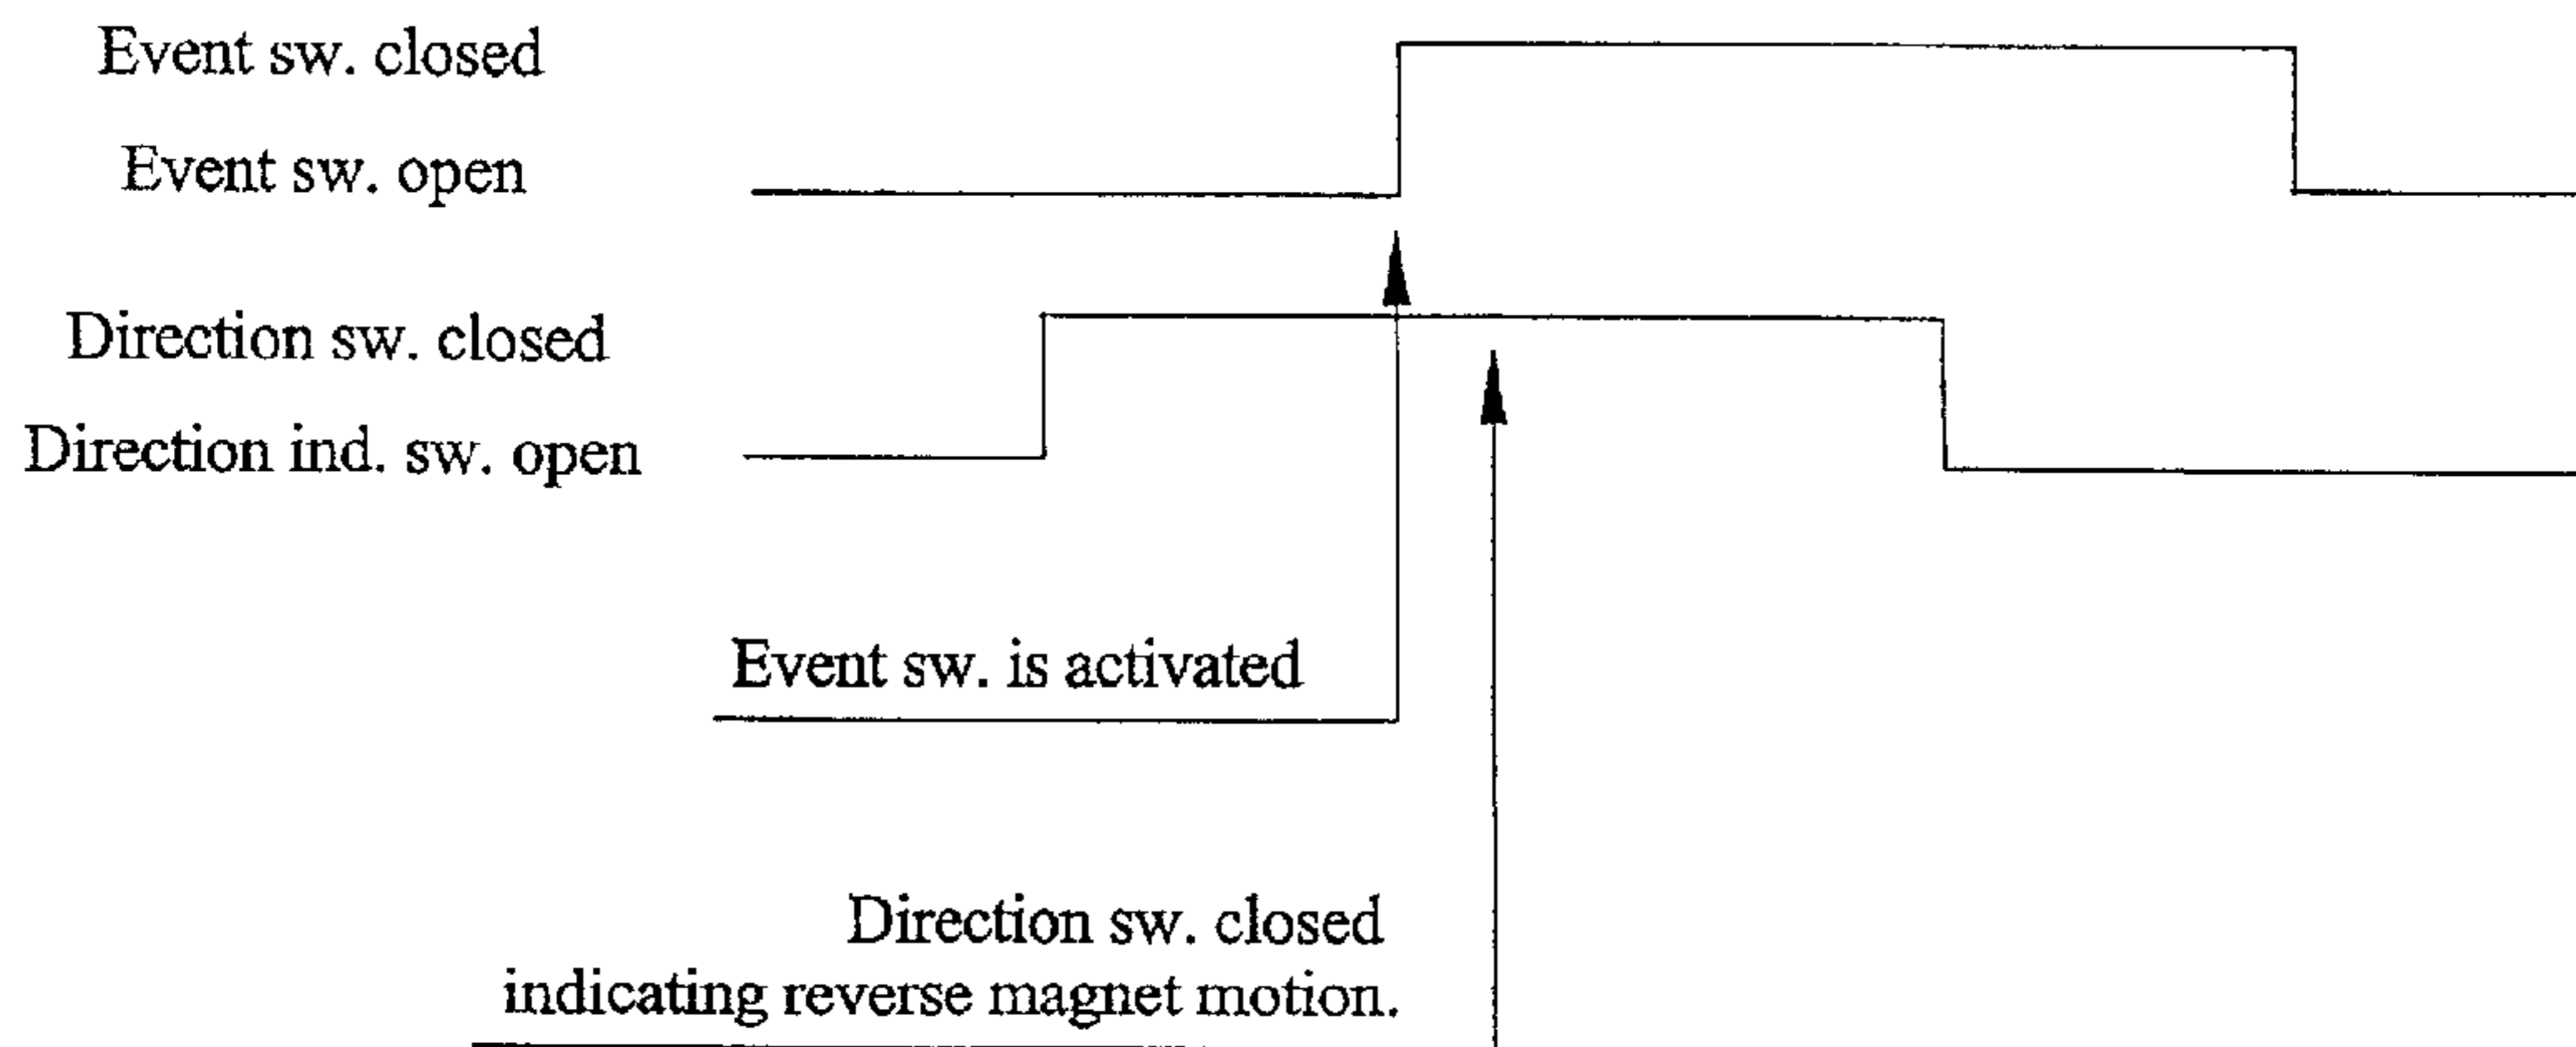 Event sw. closed
Event sw. open
Direction sw. closed
Direction ind. sw. open
Event sw. is activated
Direction sw. closed
indicating reverse magnet motion.